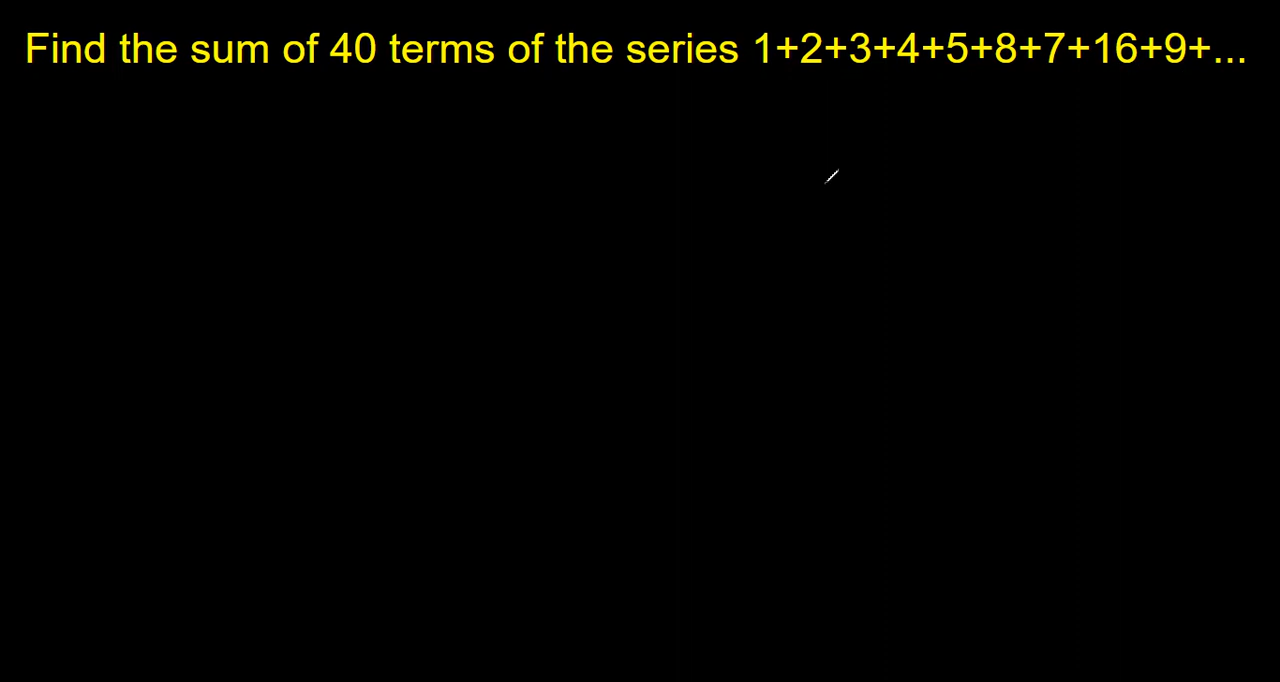 Find the sum of 40 terms of the series 1+2+3+4+5+8+7+16+9+...